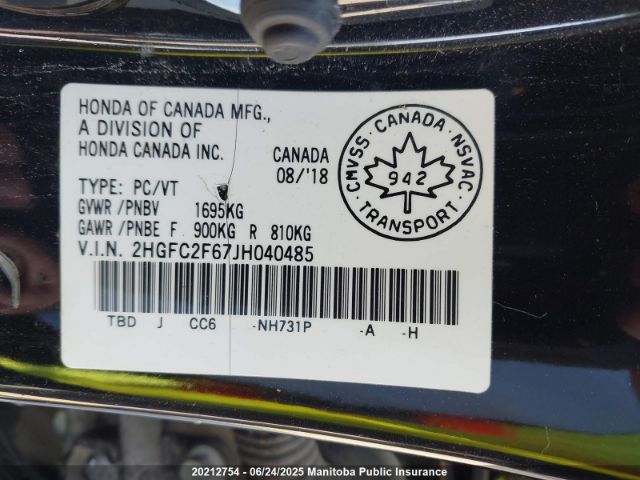 HONDA OF CANADA MFG.,
A DIVISION OF
HONDA CANADA INC.
CANADA
08/'18
TYPE: PC/VT
GVWR /PNBV 1695KG
GAWR /PNBE F 900KG R 810KG
V.I.N. 2HGFC2F67JH040485
TBD J CC6 -NH731P -A -H
CMVSS · CANADA · NSVAC
942
TRANSPORT
20212754 - 06/24/2025 Manitoba Public Insurance